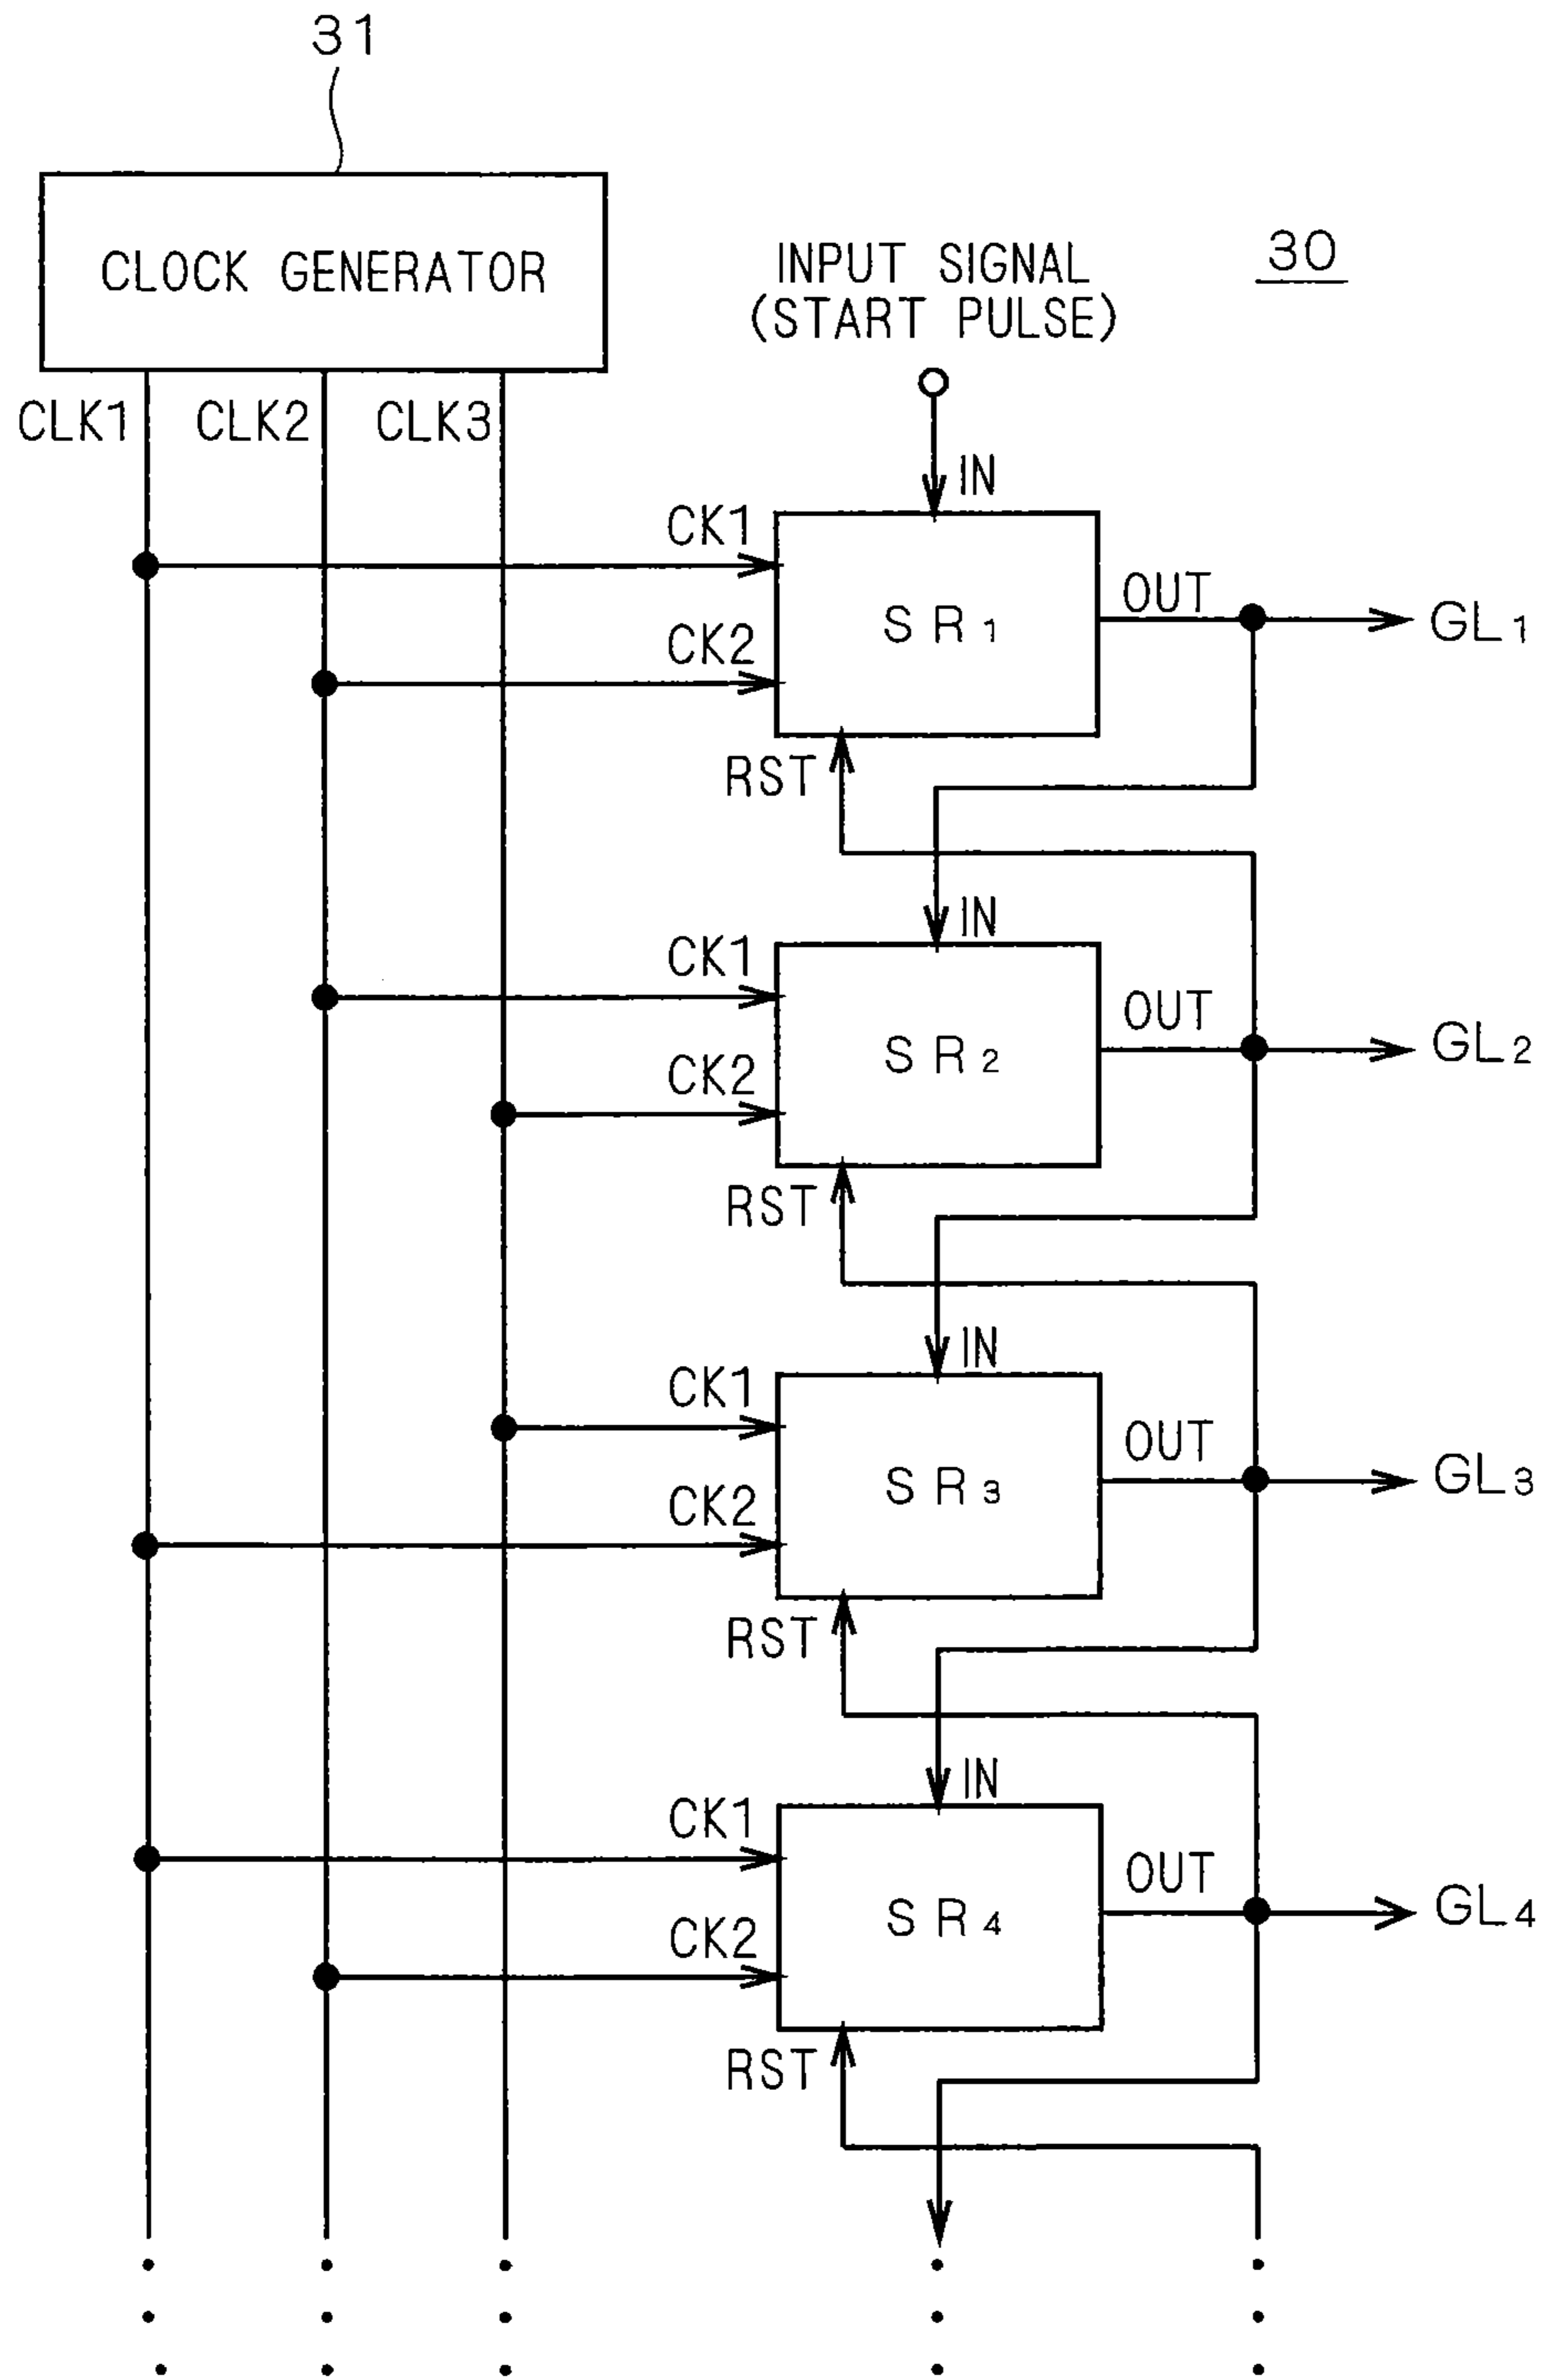 31
CLOCK GENERATOR
30
INPUT SIGNAL
(START PULSE)
CLK1 CLK2 CLK3
IN
CK1
OUT
SR1
GL1
CK2
RST
IN
CK1
OUT
SR2
GL2
CK2
RST
IN
CK1
OUT
SR3
GL3
CK2
RST
IN
CK1
OUT
SR4
GL4
CK2
RST